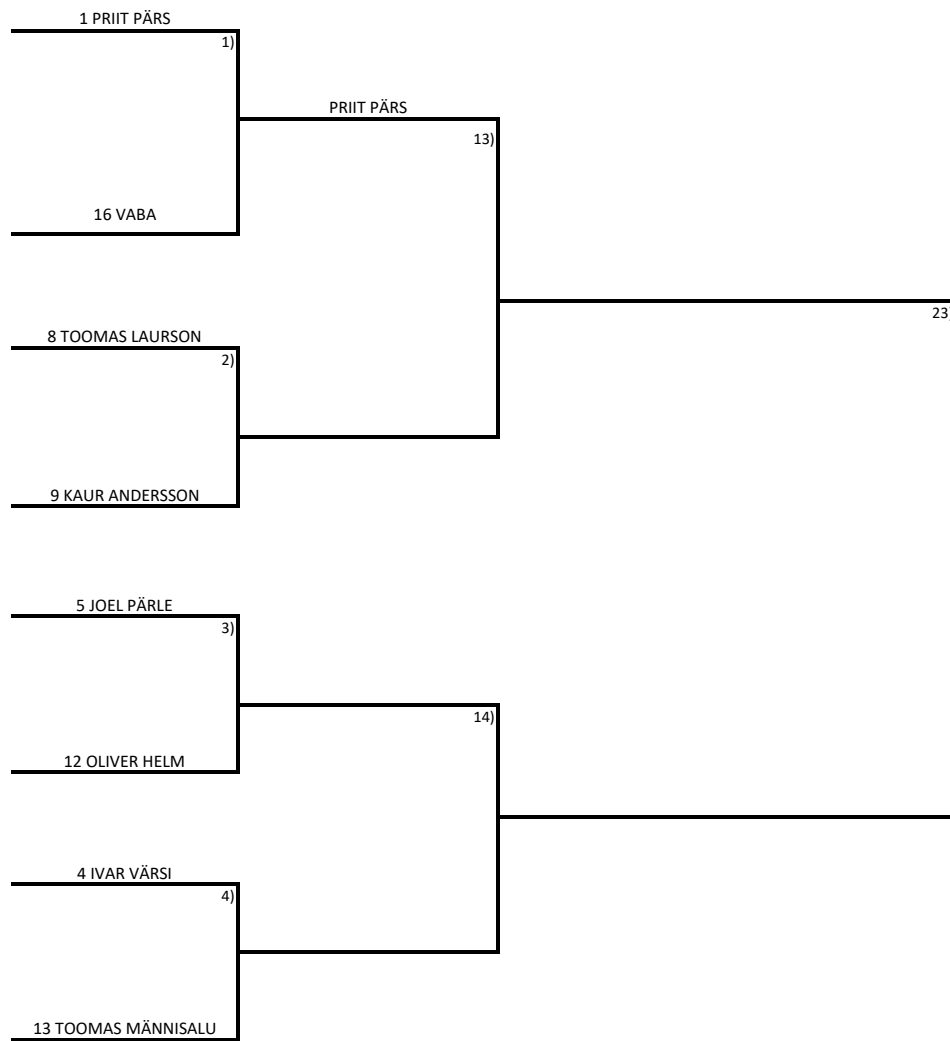 1 PRIIT PÄRS
1)
PRIIT PÄRS
13)
16 VABA
23)
8 TOOMAS LAURSON
2)
9 KAUR ANDERSSON
5 JOEL PÄRLE
3)
14)
12 OLIVER HELM
4 IVAR VÄRSI
4)
13 TOOMAS MÄNNISALU